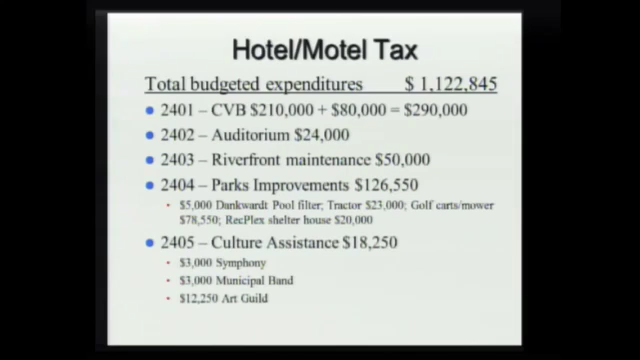 Hotel/Motel Tax
Total budgeted expenditures $ 1,122,845
2401 – CVB $210,000 + $80,000 = $290,000
2402 – Auditorium $24,000
2403 – Riverfront maintenance $50,000
2404 – Parks Improvements $126,550
$5,000 Dankwardt Pool filter; Tractor $23,000; Golf carts/mower
$78,550; RecPlex shelter house $20,000
2405 – Culture Assistance $18,250
$3,000 Symphony
$3,000 Municipal Band
$12,250 Art Guild